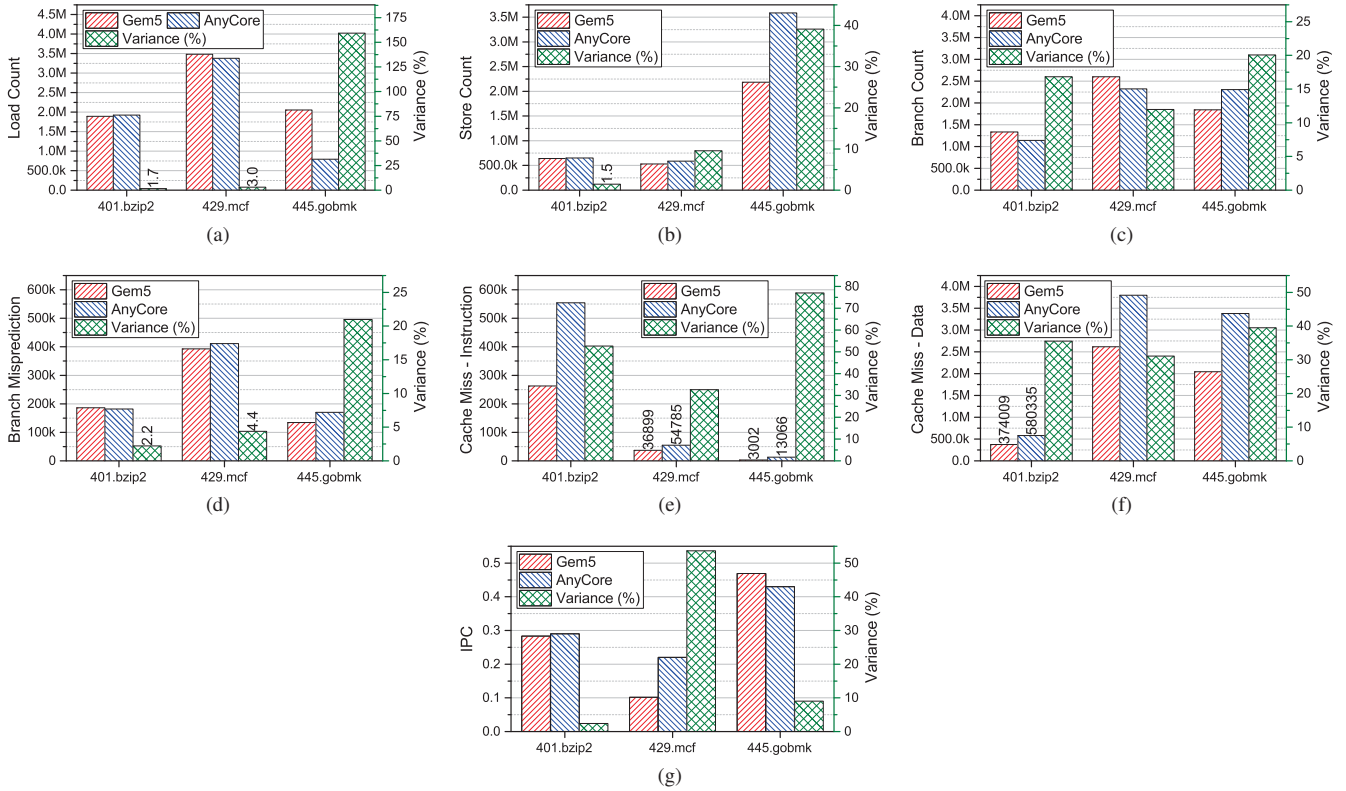 4.5M
4.0M
3.5M
3.0M
2.5M
2.0M
1.5M
1.0M
500.0k
0.0
Load Count
Gem5 AnyCore
Variance (%)
1.7
3.0
175
150
125
100
75
50
25
0
Variance (%)
401.bzip2 429.mcf 445.gobmk
(a)
3.5M
3.0M
2.5M
2.0M
1.5M
1.0M
500.0k
0.0
Store Count
Gem5
AnyCore
Variance (%)
1.5
40
30
20
10
0
Variance (%)
401.bzip2 429.mcf 445.gobmk
(b)
4.0M
3.5M
3.0M
2.5M
2.0M
1.5M
1.0M
500.0k
0.0
Branch Count
Gem5
AnyCore
Variance (%)
25
20
15
10
5
0
Variance (%)
401.bzip2 429.mcf 445.gobmk
(c)
600k
500k
400k
300k
200k
100k
0
Branch Misprediction
Gem5
AnyCore
Variance (%)
2.2
4.4
25
20
15
10
5
0
Variance (%)
401.bzip2 429.mcf 445.gobmk
(d)
600k
500k
400k
300k
200k
100k
0
Cache Miss - Instruction
Gem5
AnyCore
Variance (%)
36899
54785
3002
13066
80
70
60
50
40
30
20
10
0
Variance (%)
401.bzip2 429.mcf 445.gobmk
(e)
4.0M
3.5M
3.0M
2.5M
2.0M
1.5M
1.0M
500.0k
0.0
Cache Miss - Data
Gem5
AnyCore
Variance (%)
374009
580335
50
40
30
20
10
0
Variance (%)
401.bzip2 429.mcf 445.gobmk
(f)
0.5
0.4
0.3
0.2
0.1
0.0
IPC
Gem5
AnyCore
Variance (%)
50
40
30
20
10
0
Variance (%)
401.bzip2 429.mcf 445.gobmk
(g)